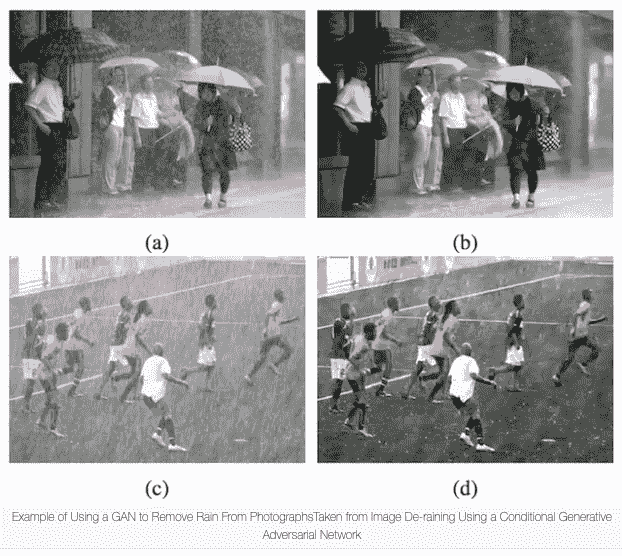 (a)
(b)
(c)
(d)
Example of Using a GAN to Remove Rain From PhotographsTaken from Image De-raining Using a Conditional Generative
Adversarial Network